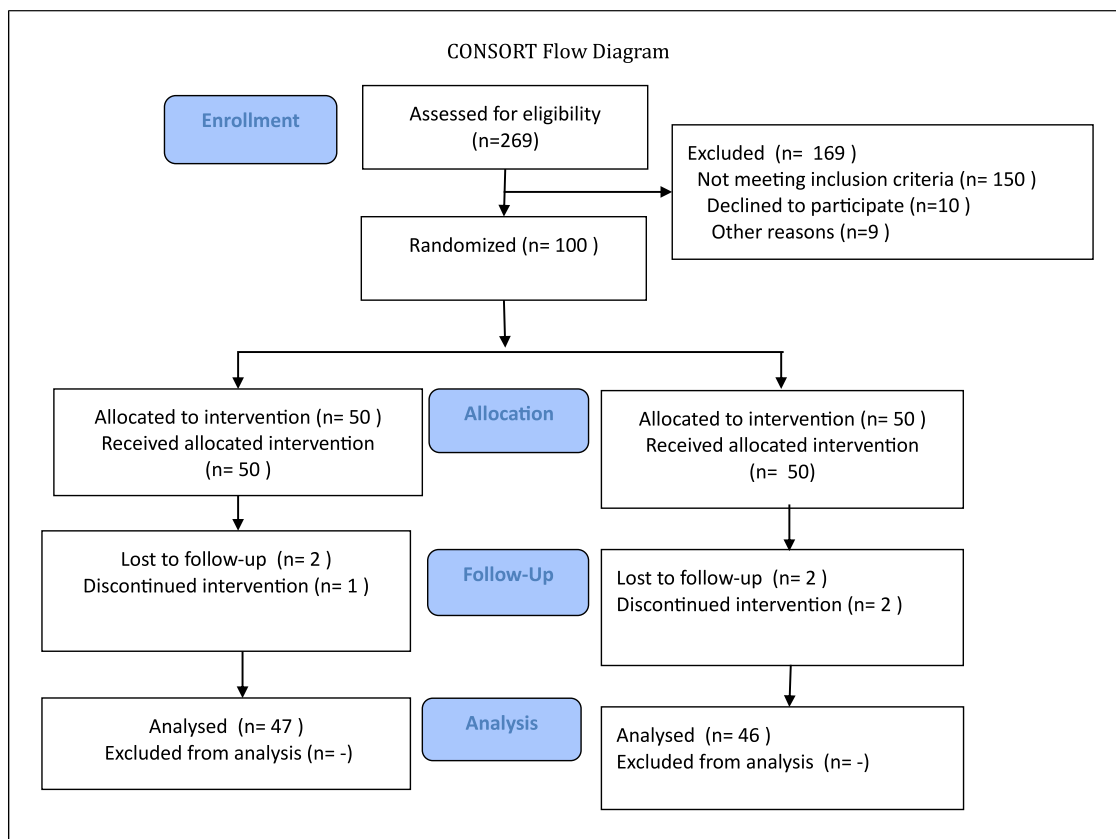 CONSORT Flow Diagram
Enrollment
Assessed for eligibility
(n=269)
Excluded (n= 169 )
Not meeting inclusion criteria (n= 150 )
Declined to participate (n=10 )
Other reasons (n=9 )
Randomized (n= 100 )
Allocated to intervention (n= 50 )
Received allocated intervention
(n= 50 )
Allocation
Allocated to intervention (n= 50 )
Received allocated intervention
(n= 50)
Lost to follow-up (n= 2 )
Discontinued intervention (n= 1 )
Follow-Up
Lost to follow-up (n= 2 )
Discontinued intervention (n= 2 )
Analysed (n= 47 )
Excluded from analysis (n= -)
Analysis
Analysed (n= 46 )
Excluded from analysis (n= -)